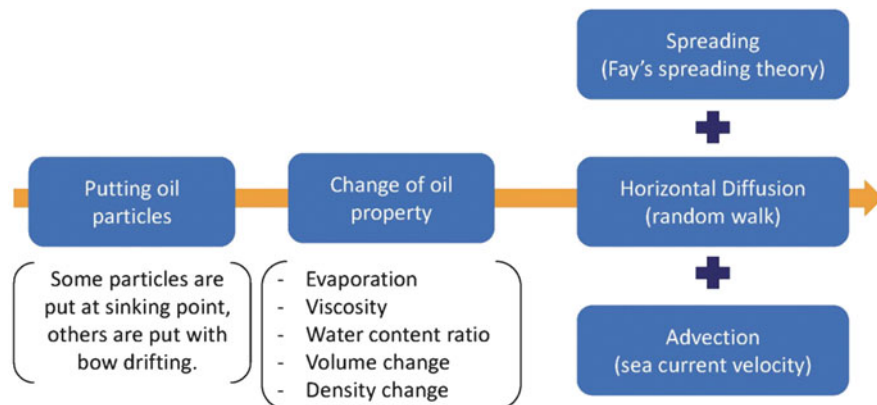 Spreading
(Fay's spreading theory)
Putting oil
particles
Change of oil
property
Horizontal Diffusion
(random walk)
Some particles are
put at sinking point,
others are put with
bow drifting.
- Evaporation
- Viscosity
- Water content ratio
- Volume change
- Density change
Advection
(sea current velocity)